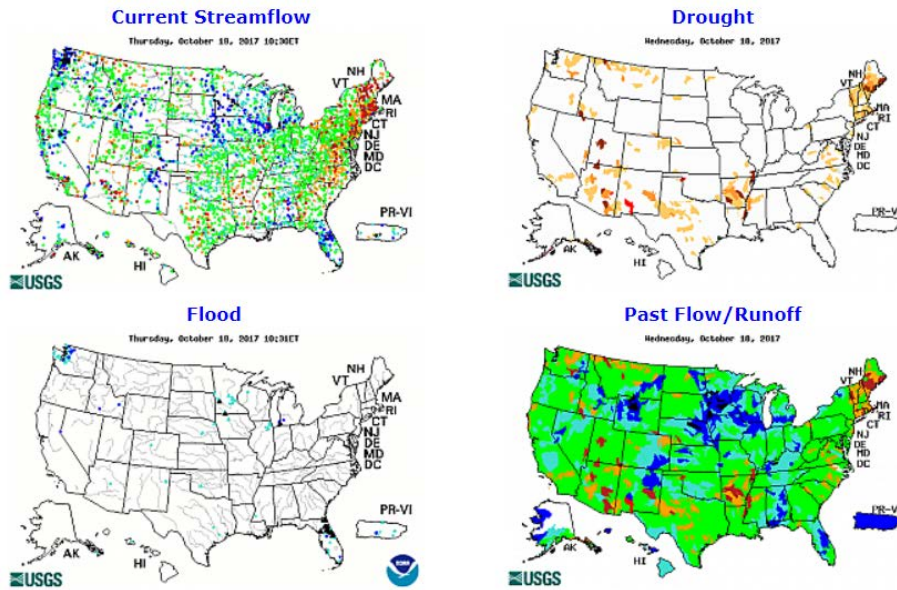 Current Streamflow
Thursday, October 19, 2017 10:30ET
NH
VT
MA
RI
CT
NJ
DE
MD
DC
PR-VI
AK
HI
USGS
Drought
Wednesday, October 18, 2017
NH
VT
MA
RI
CT
NJ
DE
MD
DC
PR-VI
AK
HI
USGS
Flood
Thursday, October 19, 2017 10:31ET
NH
VT
MA
RI
CT
NJ
DE
MD
DC
PR-VI
AK
HI
USGS
Past Flow/Runoff
Wednesday, October 18, 2017
NH
VT
MA
RI
CT
NJ
DE
MD
DC
PR-V
AK
HI
USGS